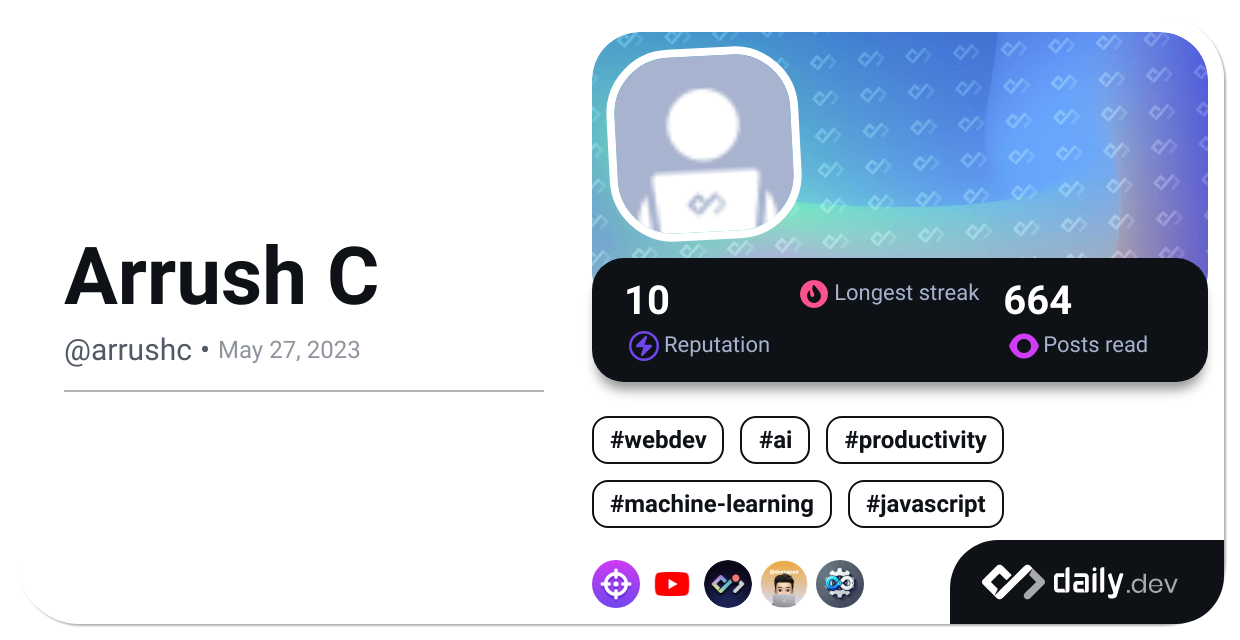 Arrush C
@arrushc • May 27, 2023
10
Reputation
Longest streak
664
Posts read
#webdev
#ai
#productivity
#machine-learning
#javascript
daily.dev